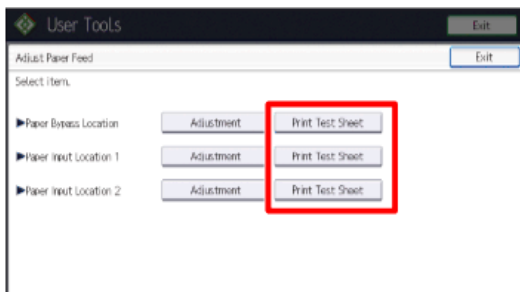 User Tools Exit
Adjust Paper Feed Exit
Select item.
►Paper Bypass Location Adjustment Print Test Sheet
►Paper Input Location 1 Adjustment Print Test Sheet
►Paper Input Location 2 Adjustment Print Test Sheet